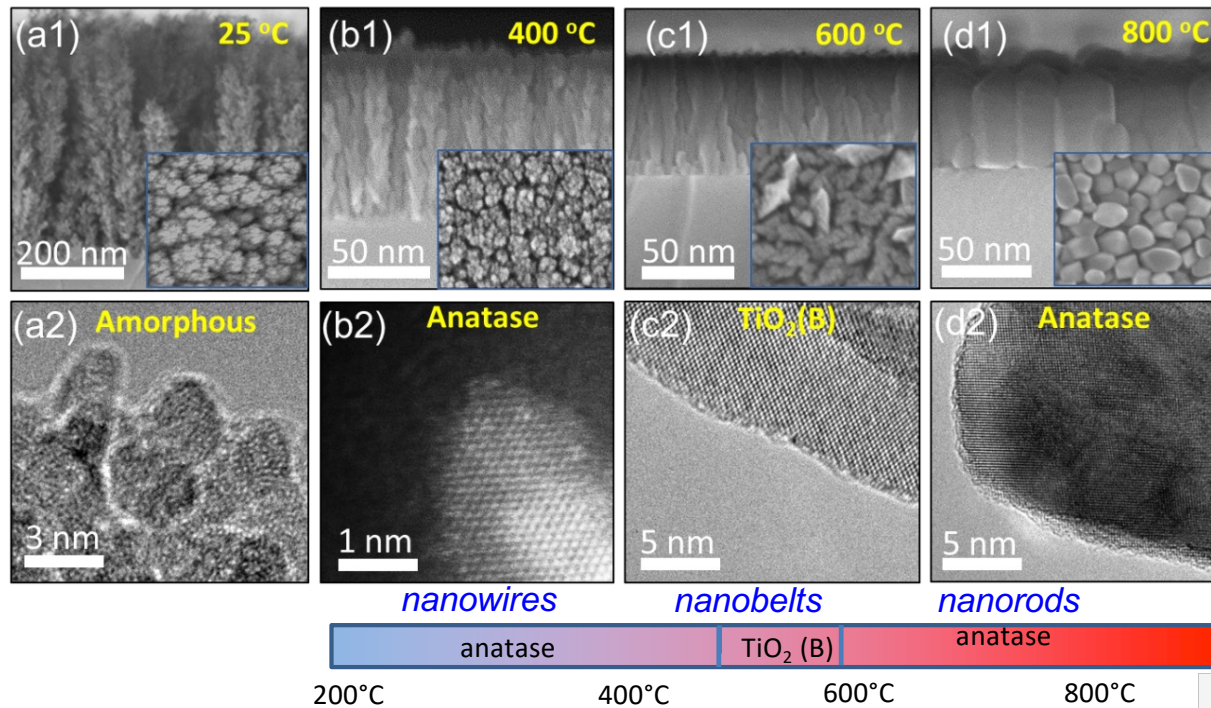 (a1) 25 °C
(b1) 400 °C
(c1) 600 °C
(d1) 800 °C
200 nm
50 nm
50 nm
50 nm
(a2) Amorphous
(b2) Anatase
(c2) TiO₂(B)
(d2) Anatase
3 nm
1 nm
5 nm
5 nm
nanowires
nanobelts
nanorods
anatase
TiO₂ (B)
anatase
200°C
400°C
600°C
800°C